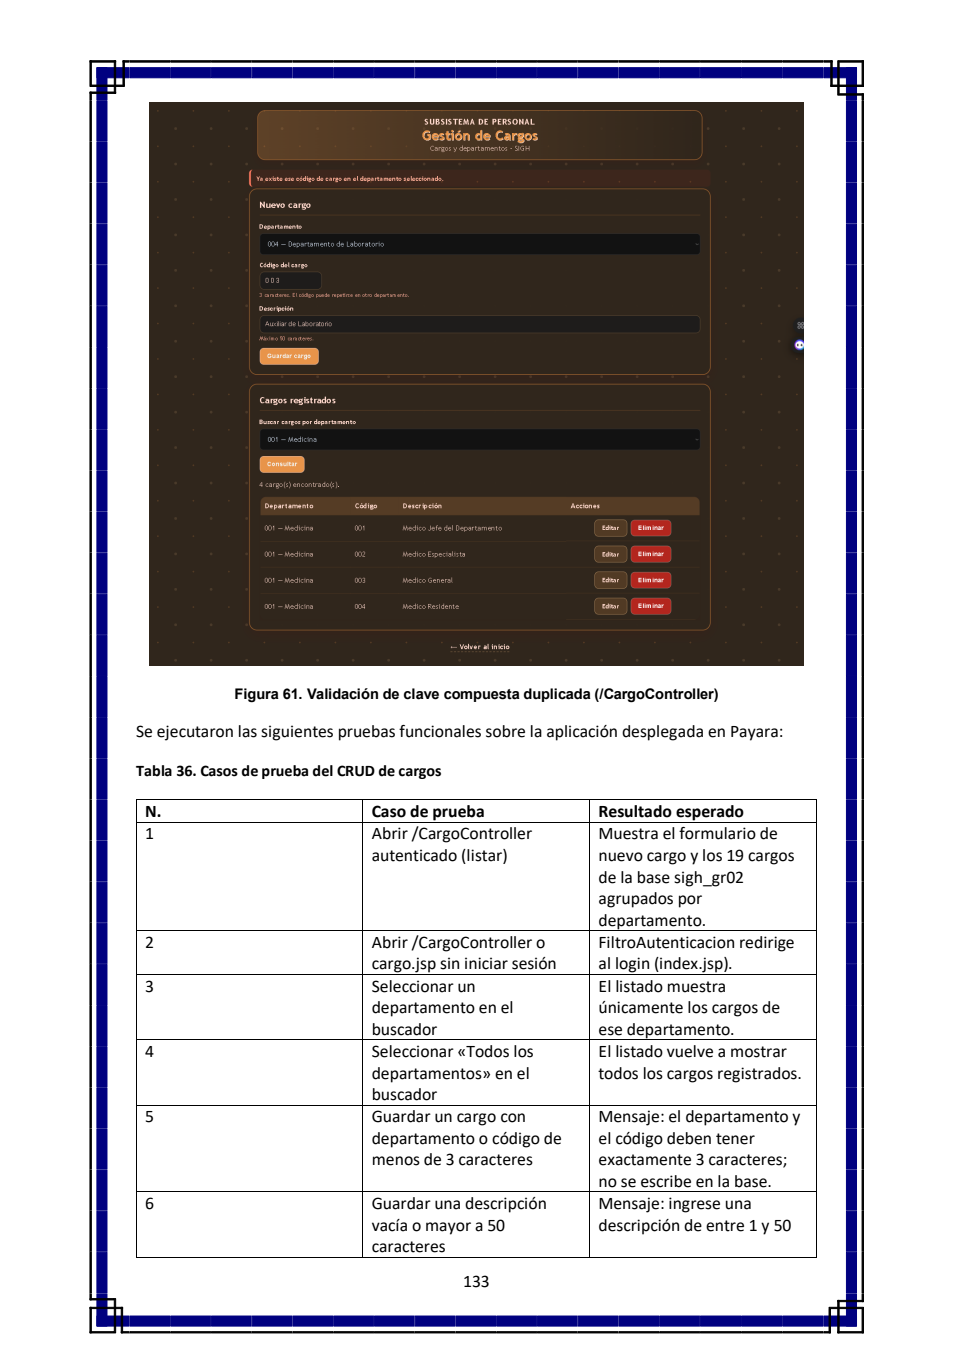 SUBSISTEMA DE PERSONAL
Gestión de Cargos
Cargos y departamentos - SIGH
Ya existe ese código de cargo en el departamento seleccionado.
Nuevo cargo
Departamento
004 — Departamento de Laboratorio
Código del cargo
003
3 caracteres. El código puede repetirse en otro departamento.
Descripción
Auxiliar de Laboratorio
Máximo 50 caracteres.
Guardar cargo
Cargos registrados
Buscar cargos por departamento
001 — Medicina
Consultar
4 cargo(s) encontrado(s).
Departamento Código Descripción Acciones
001 — Medicina 001 Medico Jefe del Departamento Editar Eliminar
001 — Medicina 002 Medico Especialista Editar Eliminar
001 — Medicina 003 Medico General Editar Eliminar
001 — Medicina 004 Medico Residente Editar Eliminar
← Volver al inicio
Figura 61. Validación de clave compuesta duplicada (/CargoController)
Se ejecutaron las siguientes pruebas funcionales sobre la aplicación desplegada en Payara:
Tabla 36. Casos de prueba del CRUD de cargos
N. Caso de prueba Resultado esperado
1 Abrir /CargoController Muestra el formulario de
autenticado (listar) nuevo cargo y los 19 cargos
de la base sigh_gr02
agrupados por
departamento.
2 Abrir /CargoController o FiltroAutenticacion redirige
cargo.jsp sin iniciar sesión al login (index.jsp).
3 Seleccionar un El listado muestra
departamento en el únicamente los cargos de
buscador ese departamento.
4 Seleccionar «Todos los El listado vuelve a mostrar
departamentos» en el todos los cargos registrados.
buscador
5 Guardar un cargo con Mensaje: el departamento y
departamento o código de el código deben tener
menos de 3 caracteres exactamente 3 caracteres;
no se escribe en la base.
6 Guardar una descripción Mensaje: ingrese una
vacía o mayor a 50 descripción de entre 1 y 50
caracteres
133